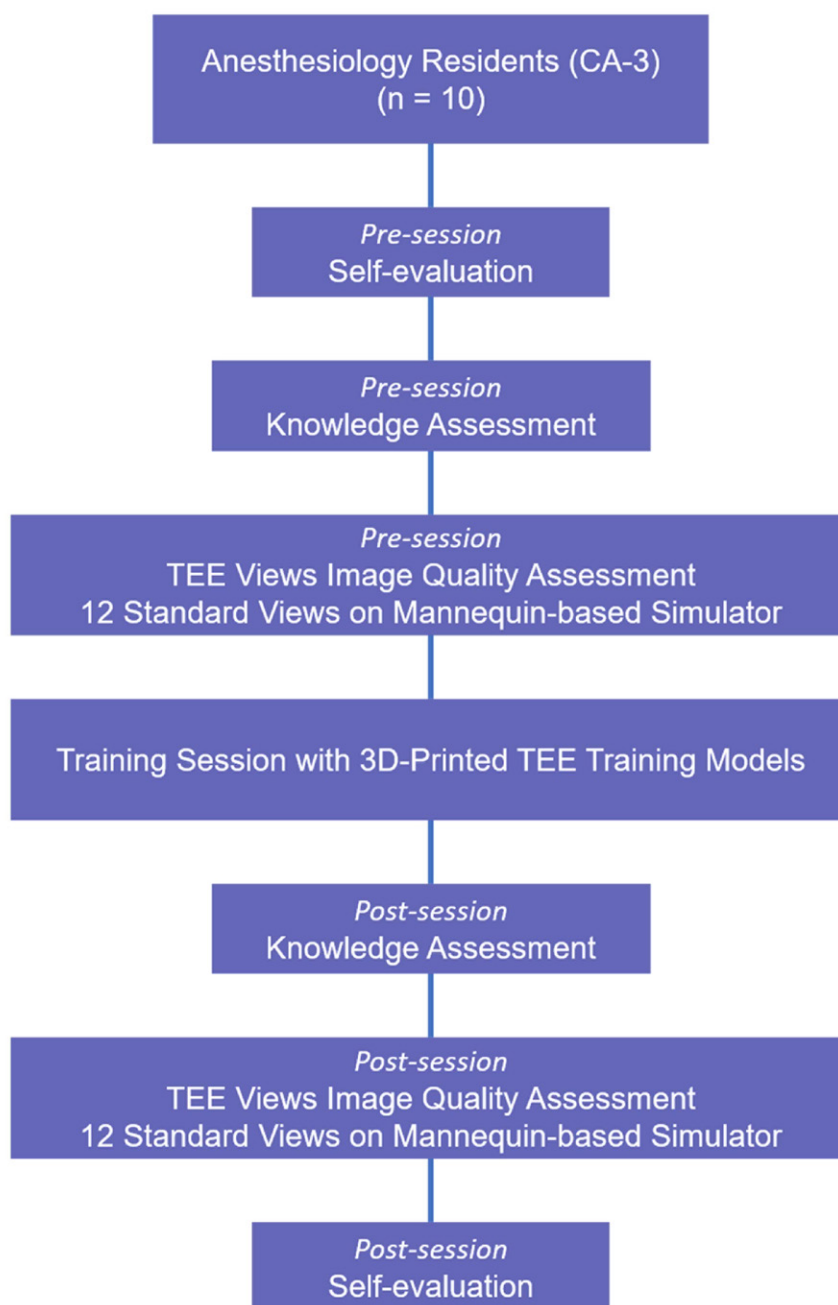 Anesthesiology Residents (CA-3)
(n = 10)
Pre-session
Self-evaluation
Pre-session
Knowledge Assessment
Pre-session
TEE Views Image Quality Assessment
12 Standard Views on Mannequin-based Simulator
Training Session with 3D-Printed TEE Training Models
Post-session
Knowledge Assessment
Post-session
TEE Views Image Quality Assessment
12 Standard Views on Mannequin-based Simulator
Post-session
Self-evaluation